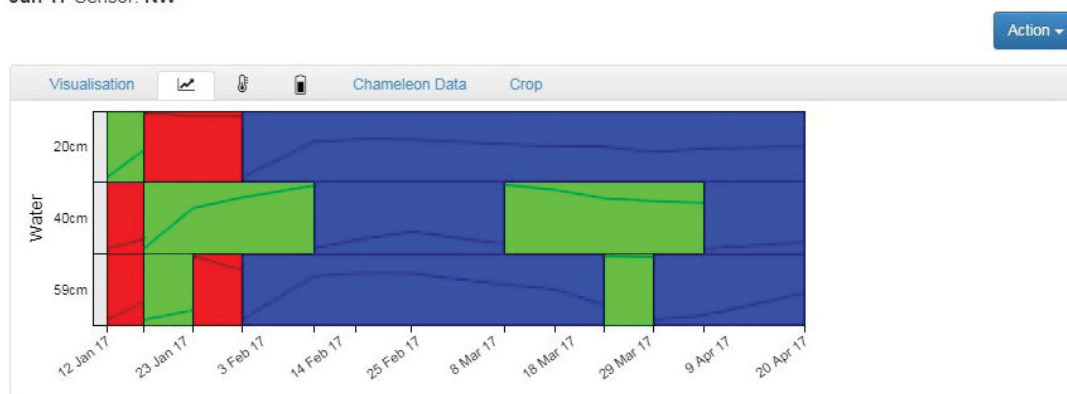 Jun 17 Sensor: NW
Action
Visualisation
Chameleon Data
Crop
Water
20cm
40cm
59cm
12 Jan 17
23 Jan 17
3 Feb 17
14 Feb 17
25 Feb 17
8 Mar 17
18 Mar 17
29 Mar 17
9 Apr 17
20 Apr 17